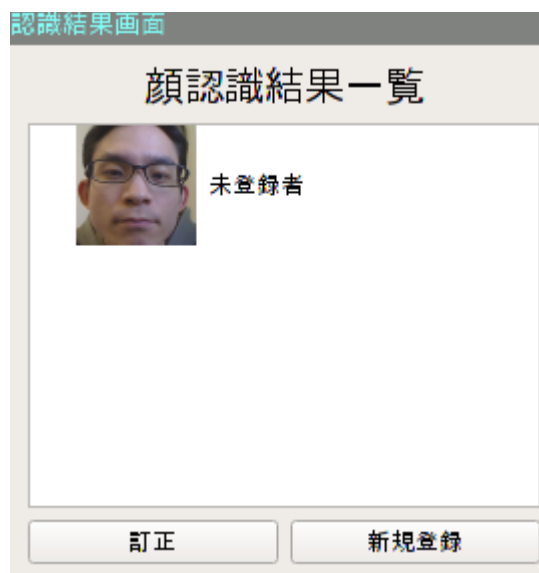 認識結果画面
顔認識結果一覧
未登録者
訂正
新規登録